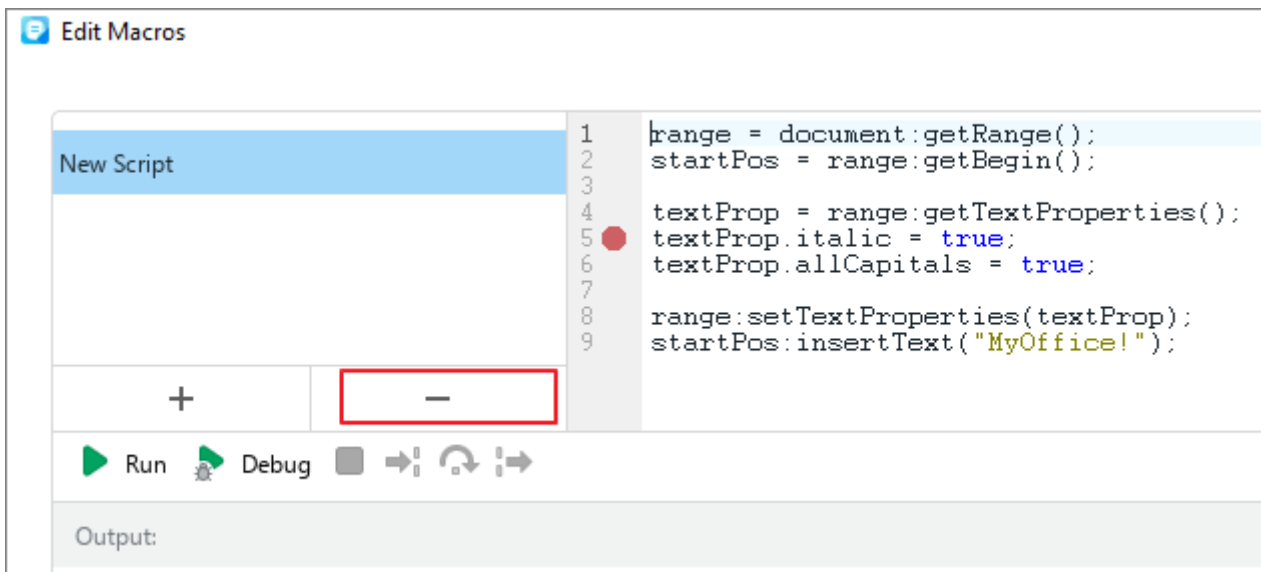 Edit Macros
New Script
+
−
1 range = document:getRange();
2 startPos = range:getBegin();
3
4 textProp = range:getTextProperties();
5 textProp.italic = true;
6 textProp.allCapitals = true;
7
8 range:setTextProperties(textProp);
9 startPos:insertText("MyOffice!");
Run Debug
Output: